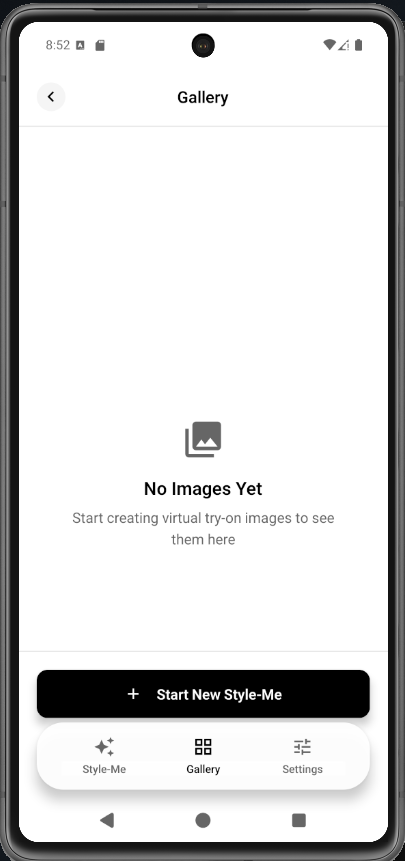 8:52
Gallery
No Images Yet
Start creating virtual try-on images to see
them here
+ Start New Style-Me
Style-Me
Gallery
Settings